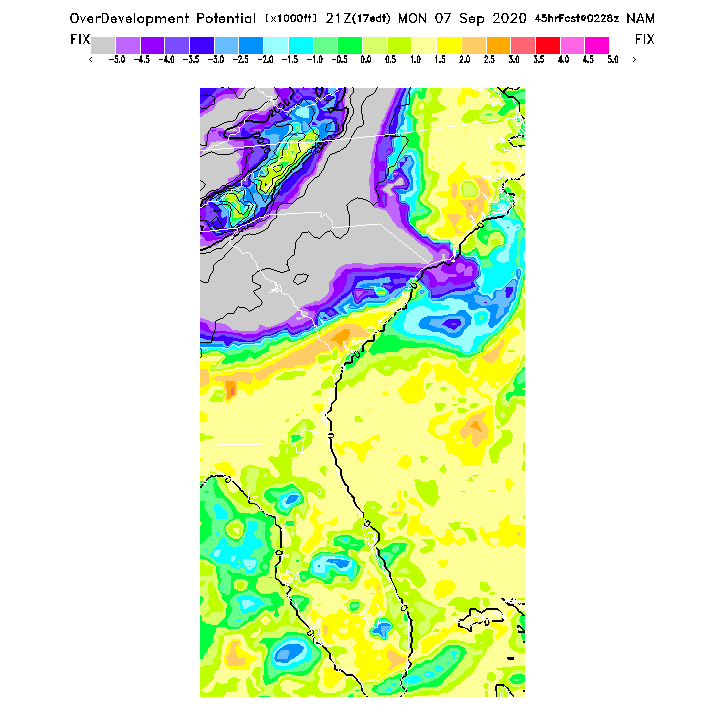 OverDevelopment Potential [x1000ft] 21Z(17edt) MON 07 Sep 2020 45hrFcst@0228z NAM
FIX FIX
< -5.0 -4.5 -4.0 -3.5 -3.0 -2.5 -2.0 -1.5 -1.0 -0.5 0.0 0.5 1.0 1.5 2.0 2.5 3.0 3.5 4.0 4.5 5.0 >